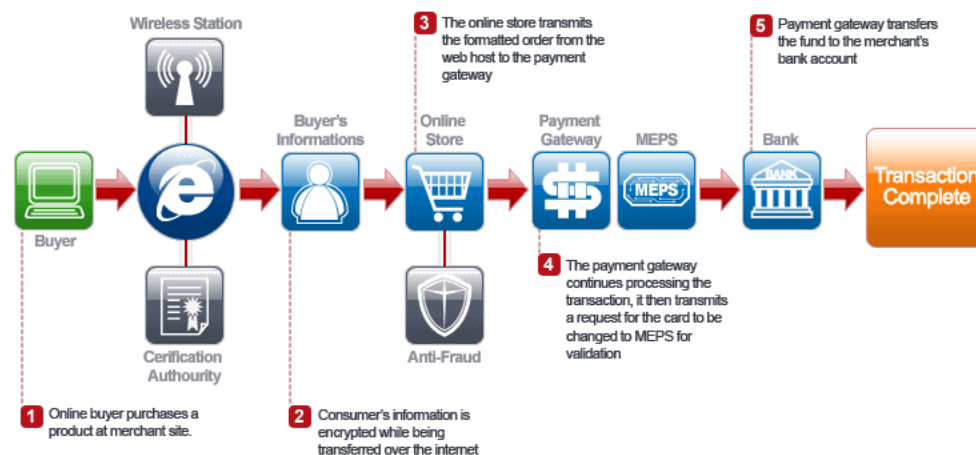 Wireless Station
3 The online store transmits
the formatted order from the
web host to the payment
gateway
5 Payment gateway transfers
the fund to the merchant's
bank account
Buyer's
Informations
Online
Store
Payment
Gateway
MEPS
Bank
MEPS
BANK
Transaction
Complete
Buyer
4 The payment gateway
continues processing the
transaction, it then transmits
a request for the card to be
changed to MEPS for
validation
Cerification
Authourity
Anti-Fraud
1 Online buyer purchases a
product at merchant site.
2 Consumer's information is
encrypted while being
transferred over the internet